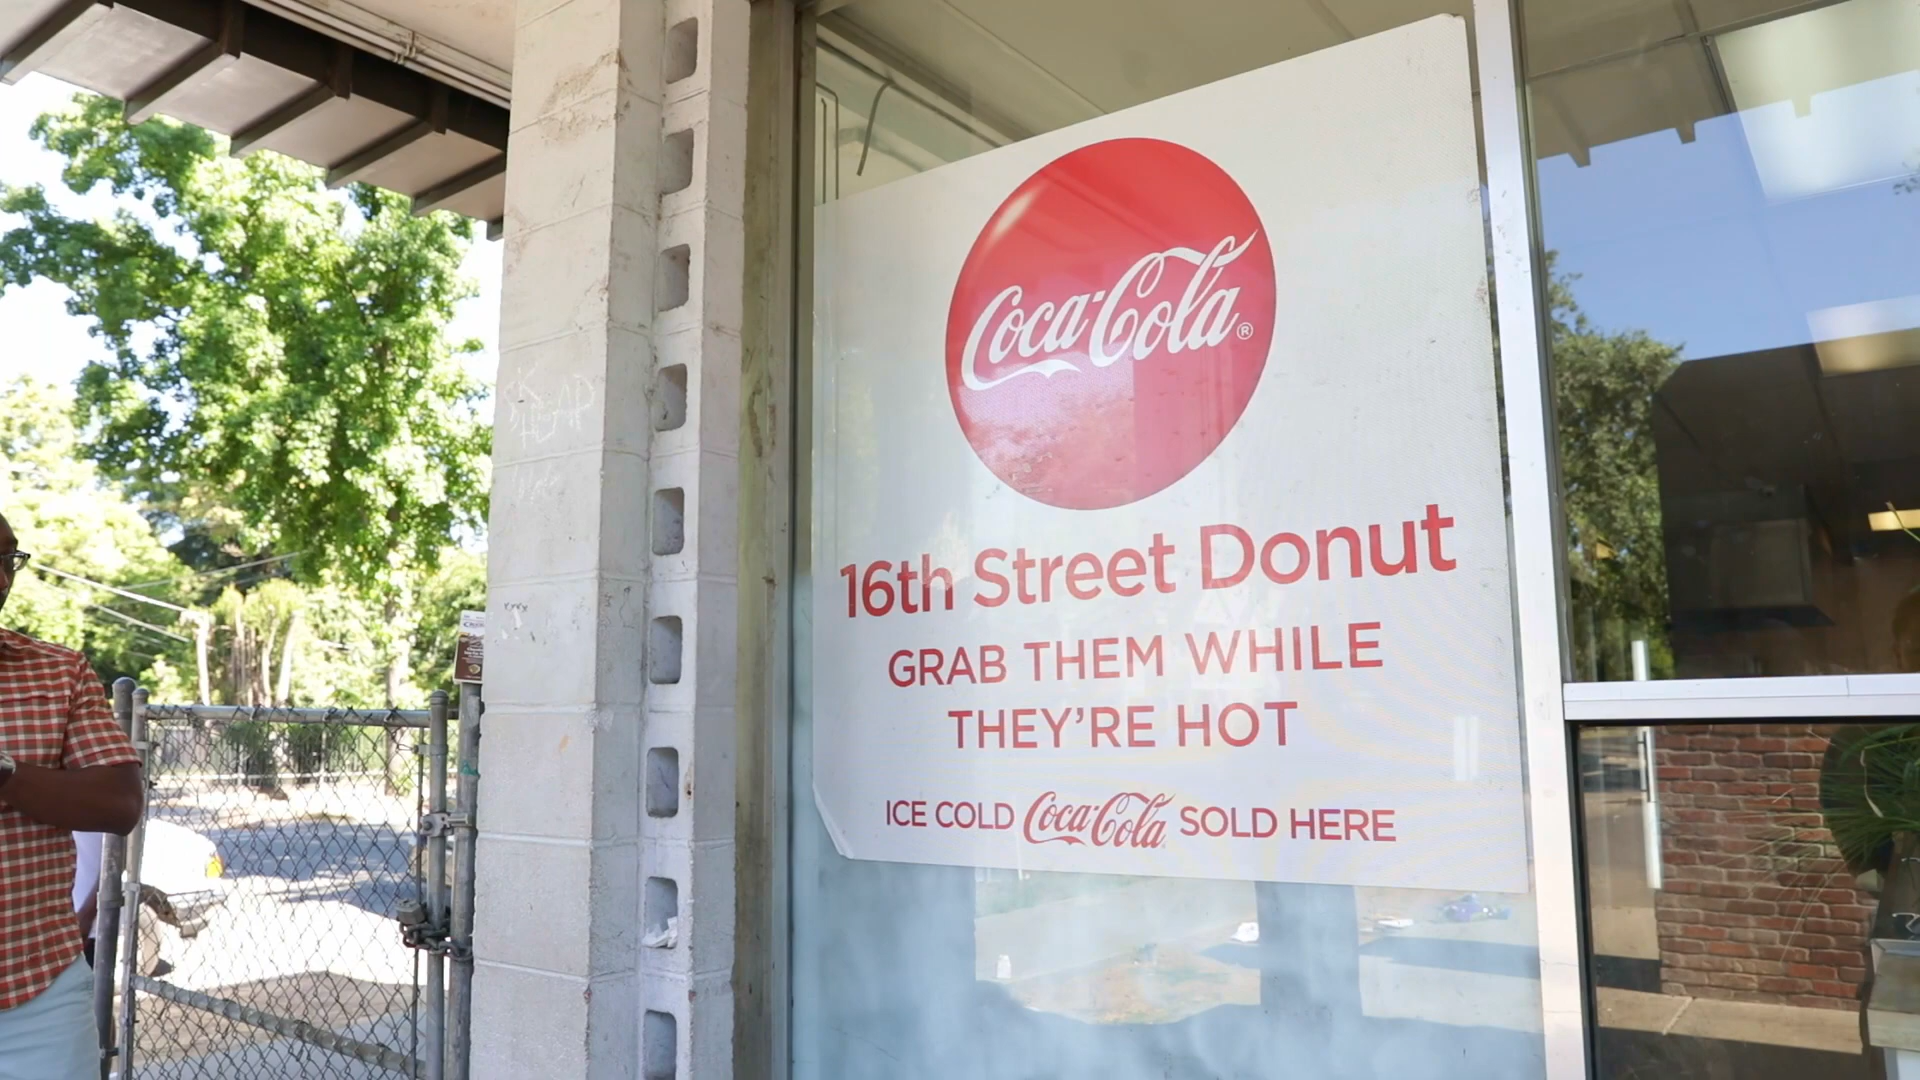 Coca-Cola®
16th Street Donut
GRAB THEM WHILE
THEY'RE HOT
ICE COLD Coca-Cola SOLD HERE